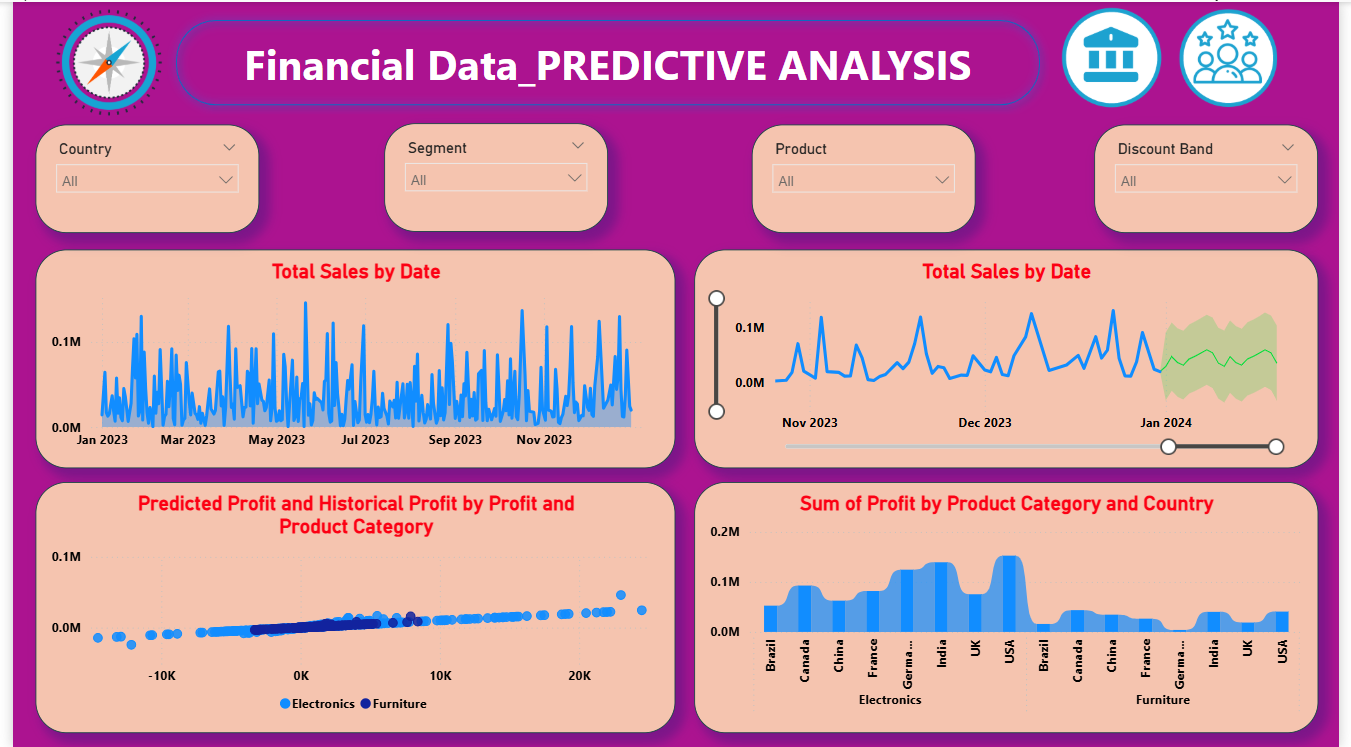 Financial Data_PREDICTIVE ANALYSIS
Country
All
Segment
All
Product
All
Discount Band
All
Total Sales by Date
0.1M
0.0M
Jan 2023 Mar 2023 May 2023 Jul 2023 Sep 2023 Nov 2023
Total Sales by Date
0.1M
0.0M
Nov 2023 Dec 2023 Jan 2024
Predicted Profit and Historical Profit by Profit and
Product Category
0.1M
0.0M
-10K 0K 10K 20K
Electronics Furniture
Sum of Profit by Product Category and Country
0.2M
0.1M
0.0M
Brazil Canada China France Germa... India UK USA Brazil Canada China France Germa... India UK USA
Electronics Furniture